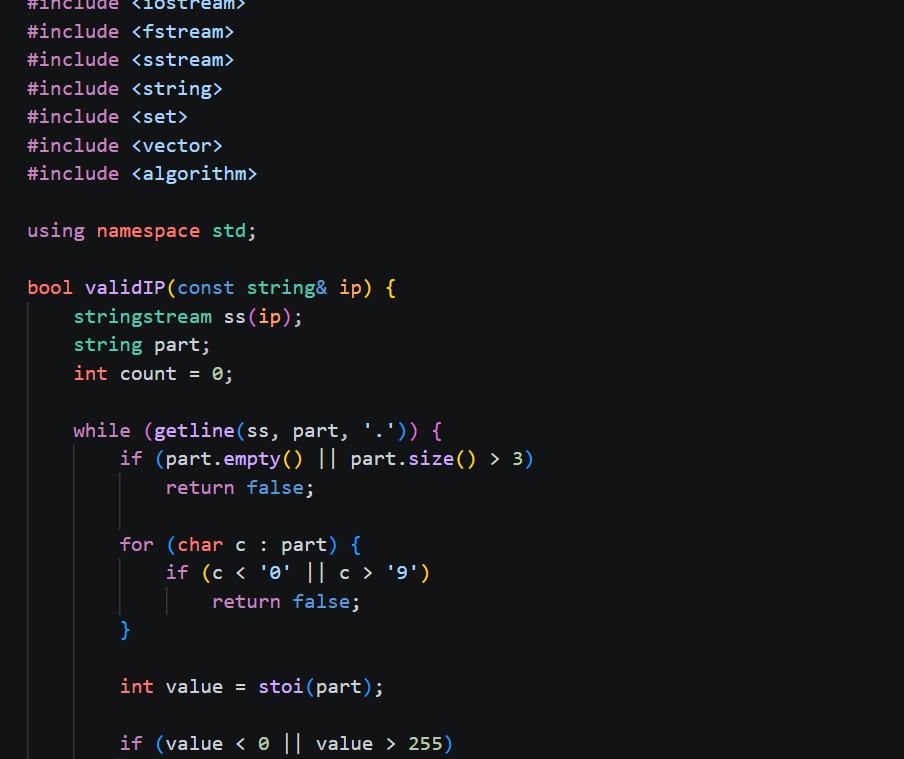 #include <iostream>
#include <fstream>
#include <sstream>
#include <string>
#include <set>
#include <vector>
#include <algorithm>

using namespace std;

bool validIP(const string& ip) {
    stringstream ss(ip);
    string part;
    int count = 0;

    while (getline(ss, part, '.')) {
        if (part.empty() || part.size() > 3)
            return false;

        for (char c : part) {
            if (c < '0' || c > '9')
                return false;
        }

        int value = stoi(part);

        if (value < 0 || value > 255)